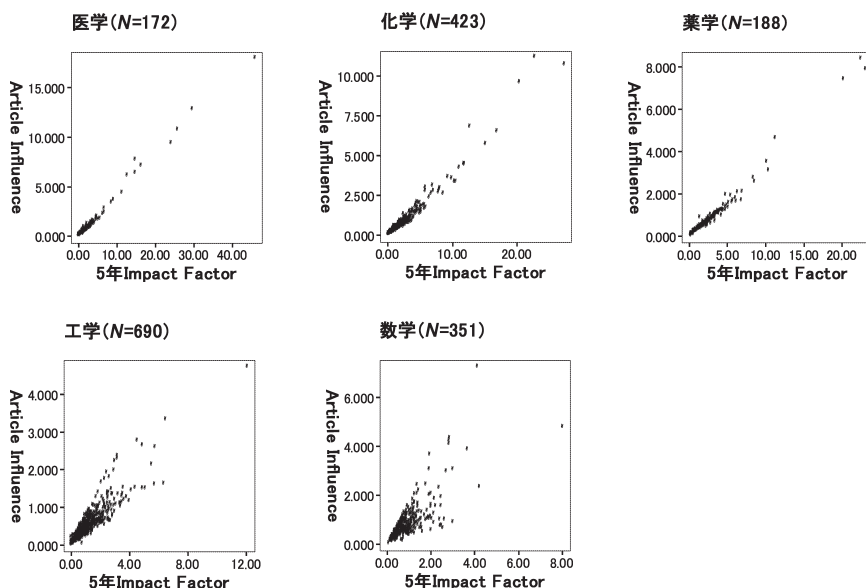 医学(N=172)
Article Influence
15.000
10.000
5.000
0.000
0.00 10.00 20.00 30.00 40.00
5年Impact Factor
化学(N=423)
Article Influence
10.000
7.500
5.000
2.500
0.000
0.00 10.00 20.00
5年Impact Factor
薬学(N=188)
Article Influence
8.000
6.000
4.000
2.000
0.000
0.00 5.00 10.00 15.00 20.00
5年Impact Factor
工学(N=690)
Article Influence
4.000
3.000
2.000
1.000
0.000
0.00 4.00 8.00 12.00
5年Impact Factor
数学(N=351)
Article Influence
6.000
4.000
2.000
0.000
0.00 2.00 4.00 6.00 8.00
5年Impact Factor